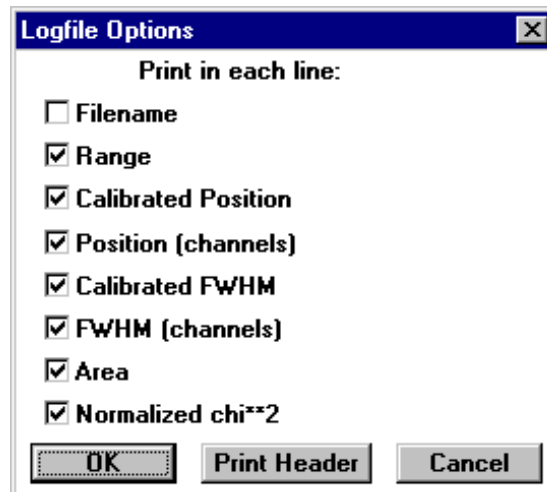 Logfile Options
Print in each line:
Filename
Range
Calibrated Position
Position (channels)
Calibrated FWHM
FWHM (channels)
Area
Normalized chi**2
OK Print Header Cancel